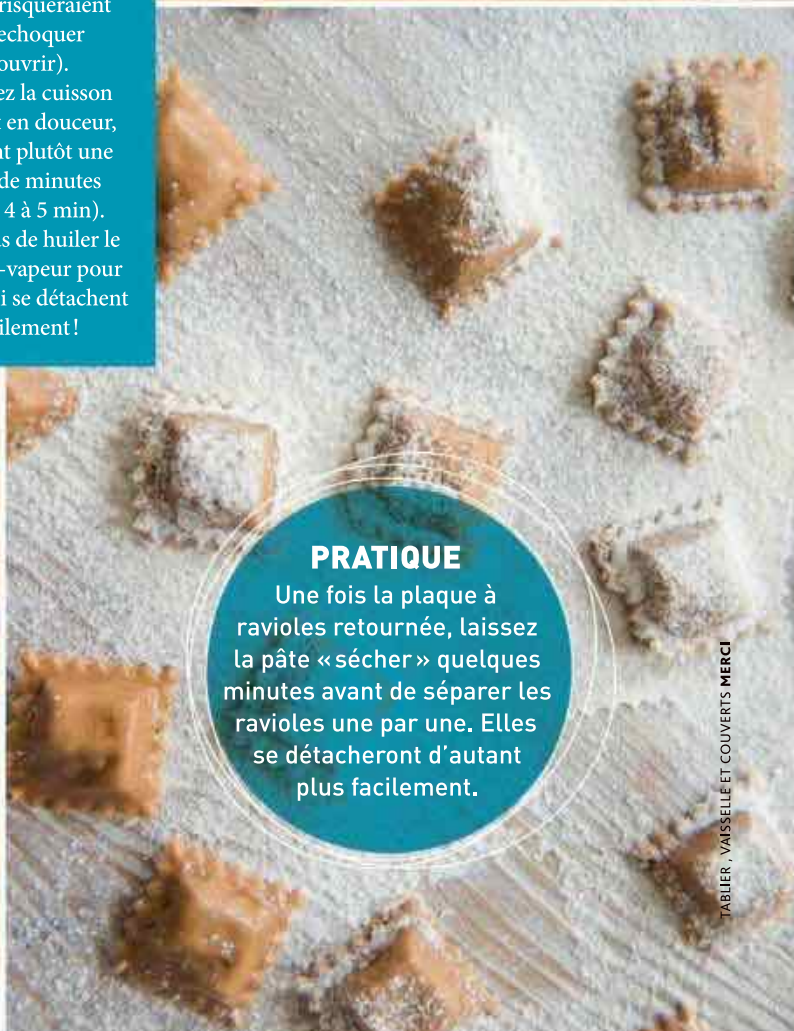 risqueraient
echoquer
ouvrir).
ez la cuisson
t en douceur,
nt plutôt une
de minutes
4 à 5 min).
s de huiler le
-vapeur pour
i se détachent
ilement !
PRATIQUE
Une fois la plaque à
ravioles retournée, laissez
la pâte « sécher » quelques
minutes avant de séparer les
ravioles une par une. Elles
se détacheront d’autant
plus facilement.
TABLIER , VAISSELLE ET COUVERTS MERCI